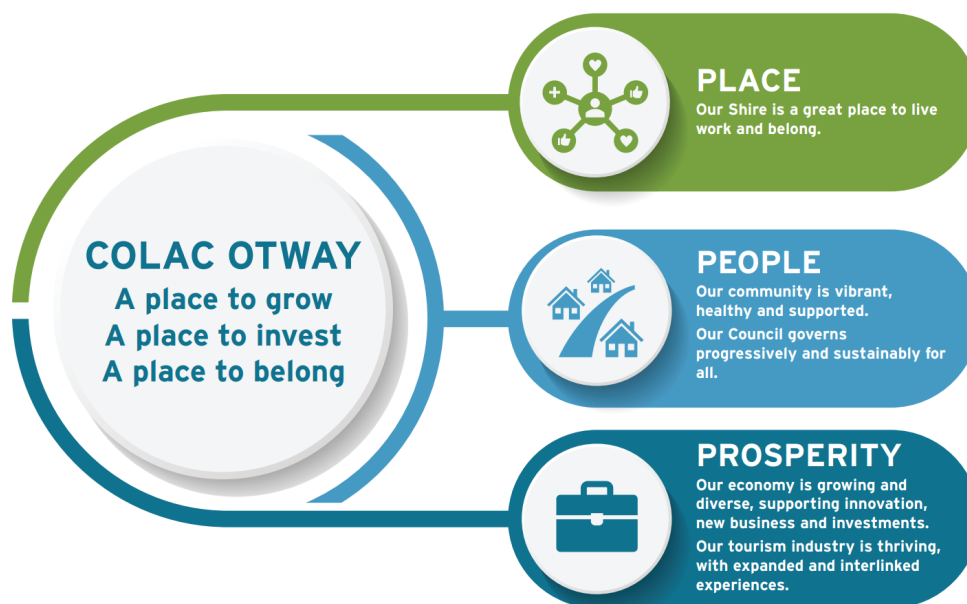 COLAC OTWAY
A place to grow
A place to invest
A place to belong
PLACE
Our Shire is a great place to live
work and belong.
PEOPLE
Our community is vibrant,
healthy and supported.
Our Council governs
progressively and sustainably for
all.
PROSPERITY
Our economy is growing and
diverse, supporting innovation,
new business and investments.
Our tourism industry is thriving,
with expanded and interlinked
experiences.